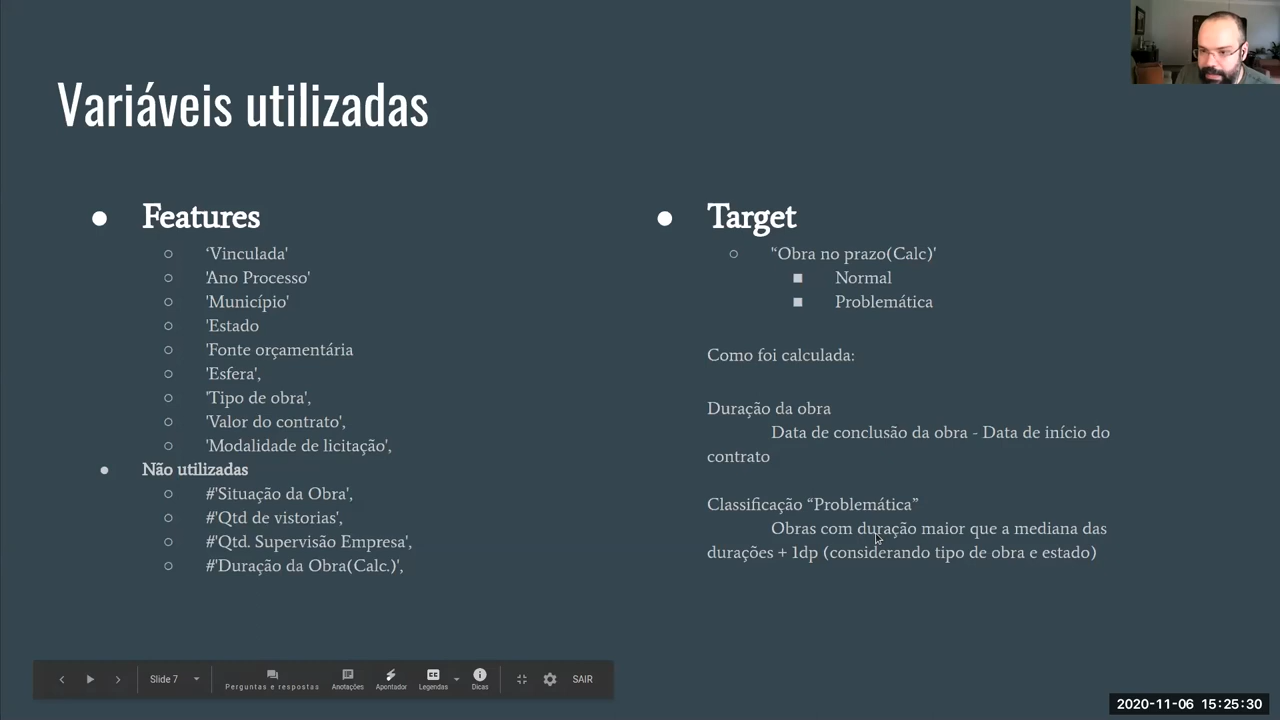 Variáveis utilizadas
Features
‘Vinculada'
'Ano Processo'
'Município'
'Estado
'Fonte orçamentária
'Esfera',
'Tipo de obra',
'Valor do contrato',
'Modalidade de licitação',
Não utilizadas
#'Situação da Obra',
#'Qtd de vistorias',
#'Qtd. Supervisão Empresa',
#'Duração da Obra(Calc.)',
Target
'“Obra no prazo(Calc)'
Normal
Problemática
Como foi calculada:
Duração da obra
Data de conclusão da obra - Data de início do
contrato
Classificação “Problemática”
Obras com duração maior que a mediana das
durações + 1dp (considerando tipo de obra e estado)
Slide 7
Perguntas e respostas
Anotações
Apontador
Legendas
Dicas
SAIR
2020-11-06 15:25:30